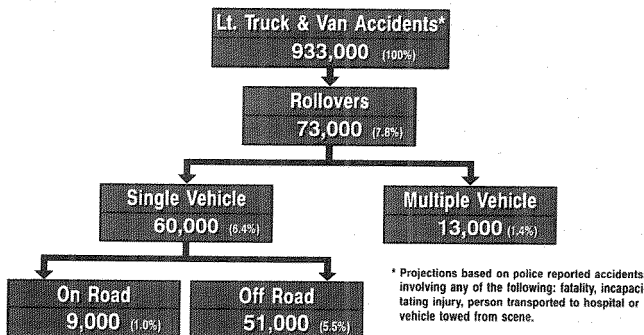 Lt. Truck & Van Accidents*
933,000 (100%)
Rollovers
73,000 (7.8%)
Single Vehicle
60,000 (6.4%)
Multiple Vehicle
13,000 (1.4%)
On Road
9,000 (1.0%)
Off Road
51,000 (5.5%)
* Projections based on police reported accidents
involving any of the following: fatality, incapaci-
tating injury, person transported to hospital or
vehicle towed from scene.